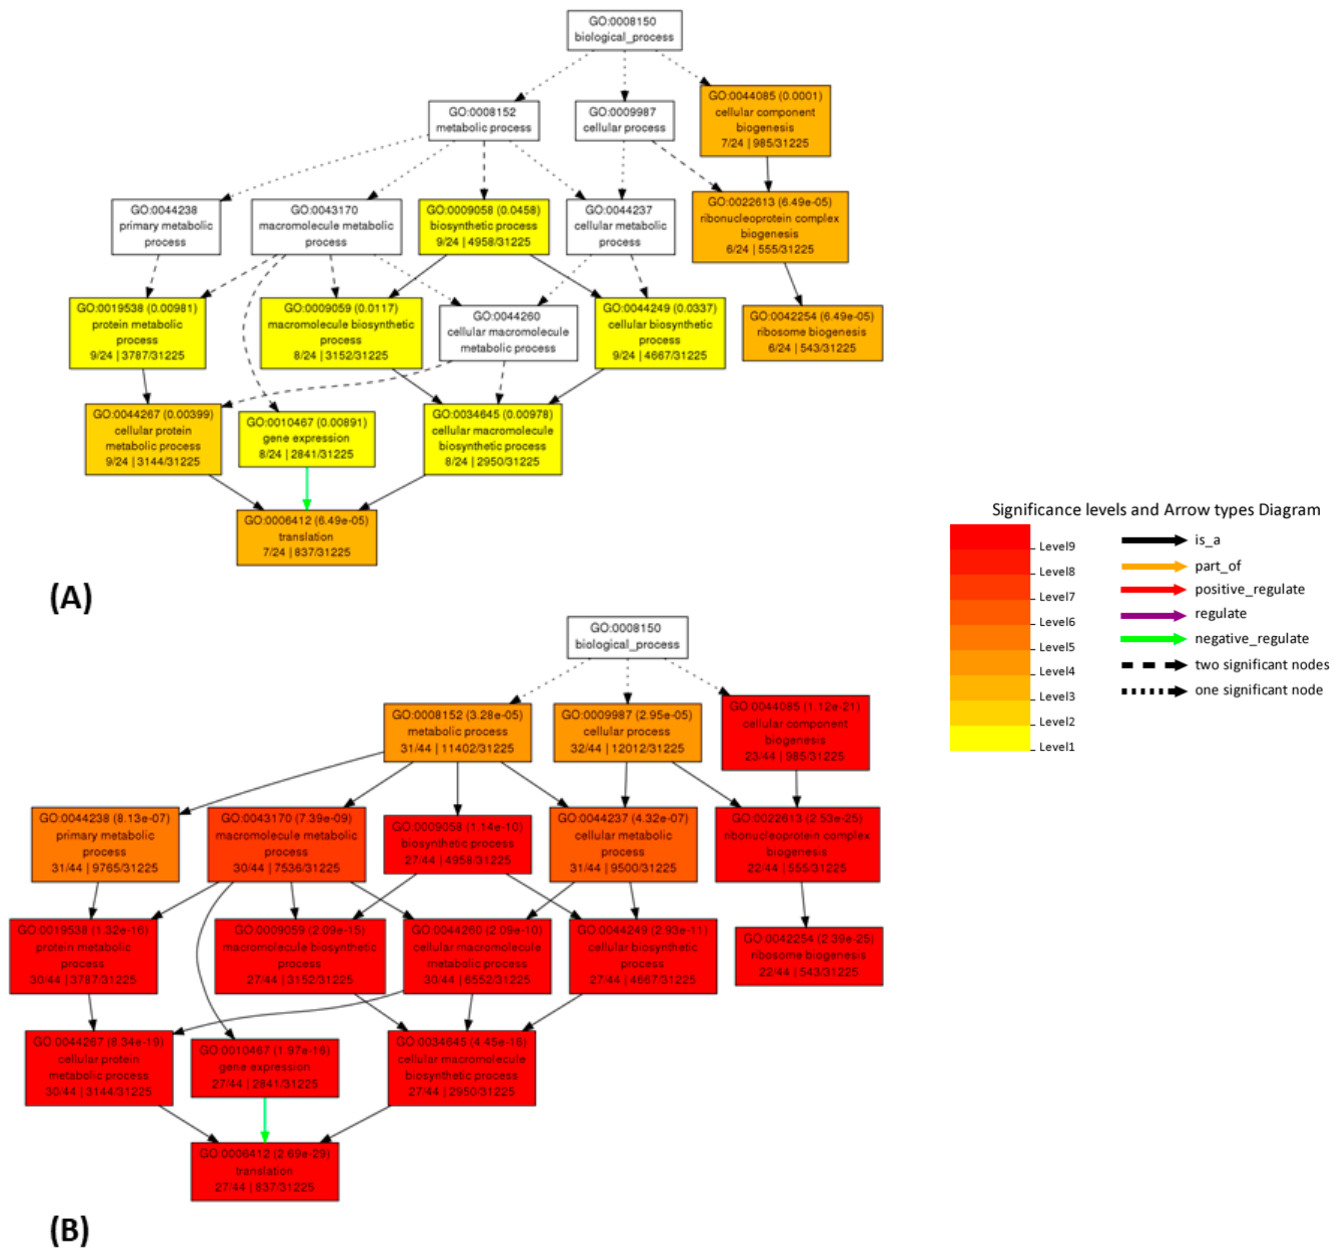 GO:0008150
biological_process
GO:0044085 (0.0001)
cellular component
biogenesis
7/24 | 985/31225
GO:0008152
metabolic process
GO:0009987
cellular process
GO:0044238
primary metabolic
process
GO:0043170
macromolecule metabolic
process
GO:0009058 (0.0458)
biosynthetic process
9/24 | 4958/31225
GO:0044237
cellular metabolic
process
GO:0022613 (6.49e-05)
ribonucleoprotein complex
biogenesis
6/24 | 555/31225
GO:0019538 (0.00981)
protein metabolic
process
9/24 | 3787/31225
GO:0009059 (0.0117)
macromolecule biosynthetic
process
8/24 | 3152/31225
GO:0044260
cellular macromolecule
metabolic process
GO:0044249 (0.0337)
cellular biosynthetic
process
9/24 | 4667/31225
GO:0042254 (6.49e-05)
ribosome biogenesis
6/24 | 543/31225
GO:0044267 (0.00399)
cellular protein
metabolic process
9/24 | 3144/31225
GO:0010467 (0.00891)
gene expression
8/24 | 2841/31225
GO:0034645 (0.00978)
cellular macromolecule
biosynthetic process
8/24 | 2950/31225
GO:0006412 (6.49e-05)
translation
7/24 | 837/31225
(A)
Significance levels and Arrow types Diagram
Level9
Level8
Level7
Level6
Level5
Level4
Level3
Level2
Level1
is_a
part_of
positive_regulate
regulate
negative_regulate
two significant nodes
one significant node
GO:0008150
biological_process
GO:0008152 (3.28e-05)
metabolic process
31/44 | 11402/31225
GO:0009987 (2.95e-05)
cellular process
32/44 | 12012/31225
GO:0044085 (1.12e-21)
cellular component
biogenesis
23/44 | 985/31225
GO:0044238 (8.13e-07)
primary metabolic
process
31/44 | 9765/31225
GO:0043170 (7.39e-09)
macromolecule metabolic
process
30/44 | 7536/31225
GO:0009058 (1.14e-10)
biosynthetic process
27/44 | 4958/31225
GO:0044237 (4.32e-07)
cellular metabolic
process
31/44 | 9500/31225
GO:0022613 (2.53e-25)
ribonucleoprotein complex
biogenesis
22/44 | 555/31225
GO:0019538 (1.32e-16)
protein metabolic
process
30/44 | 3787/31225
GO:0009059 (2.09e-15)
macromolecule biosynthetic
process
27/44 | 3152/31225
GO:0044260 (2.09e-10)
cellular macromolecule
metabolic process
30/44 | 6552/31225
GO:0044249 (2.93e-11)
cellular biosynthetic
process
27/44 | 4667/31225
GO:0042254 (2.39e-25)
ribosome biogenesis
22/44 | 543/31225
GO:0044267 (8.34e-19)
cellular protein
metabolic process
30/44 | 3144/31225
GO:0010467 (1.97e-16)
gene expression
27/44 | 2841/31225
GO:0034645 (4.45e-16)
cellular macromolecule
biosynthetic process
27/44 | 2950/31225
GO:0006412 (2.69e-29)
translation
27/44 | 837/31225
(B)